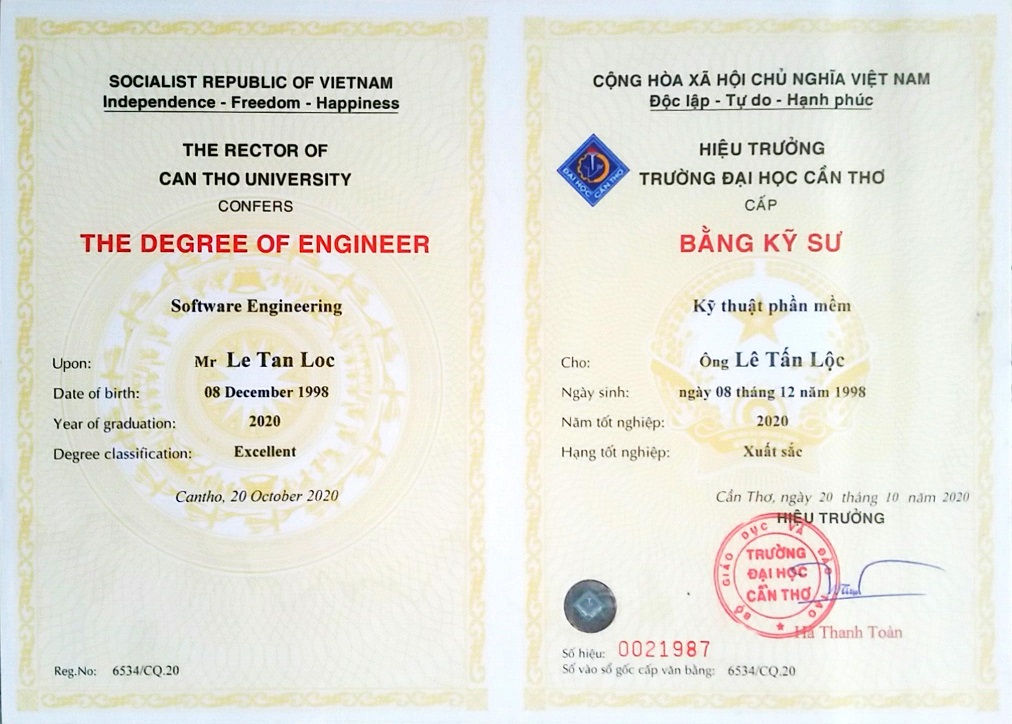 SOCIALIST REPUBLIC OF VIETNAM
Independence - Freedom - Happiness
THE RECTOR OF
CAN THO UNIVERSITY
CONFERS
THE DEGREE OF ENGINEER
Software Engineering
Upon: Mr Le Tan Loc
Date of birth: 08 December 1998
Year of graduation: 2020
Degree classification: Excellent
Cantho, 20 October 2020
Reg.No: 6534/CQ.20
CỘNG HÒA XÃ HỘI CHỦ NGHĨA VIỆT NAM
Độc lập - Tự do - Hạnh phúc
ĐẠI HỌC CẦN THƠ
HIỆU TRƯỞNG
TRƯỜNG ĐẠI HỌC CẦN THƠ
CẤP
BẰNG KỸ SƯ
Kỹ thuật phần mềm
Cho: Ông Lê Tấn Lộc
Ngày sinh: ngày 08 tháng 12 năm 1998
Năm tốt nghiệp: 2020
Hạng tốt nghiệp: Xuất sắc
Cần Thơ, ngày 20 tháng 10 năm 2020
HIỆU TRƯỞNG
BỘ GIÁO DỤC VÀ ĐÀO TẠO
TRƯỜNG
ĐẠI HỌC
CẦN THƠ
Hà Thanh Toàn
Số hiệu: 0021987
Số vào sổ gốc cấp văn bằng: 6534/CQ.20